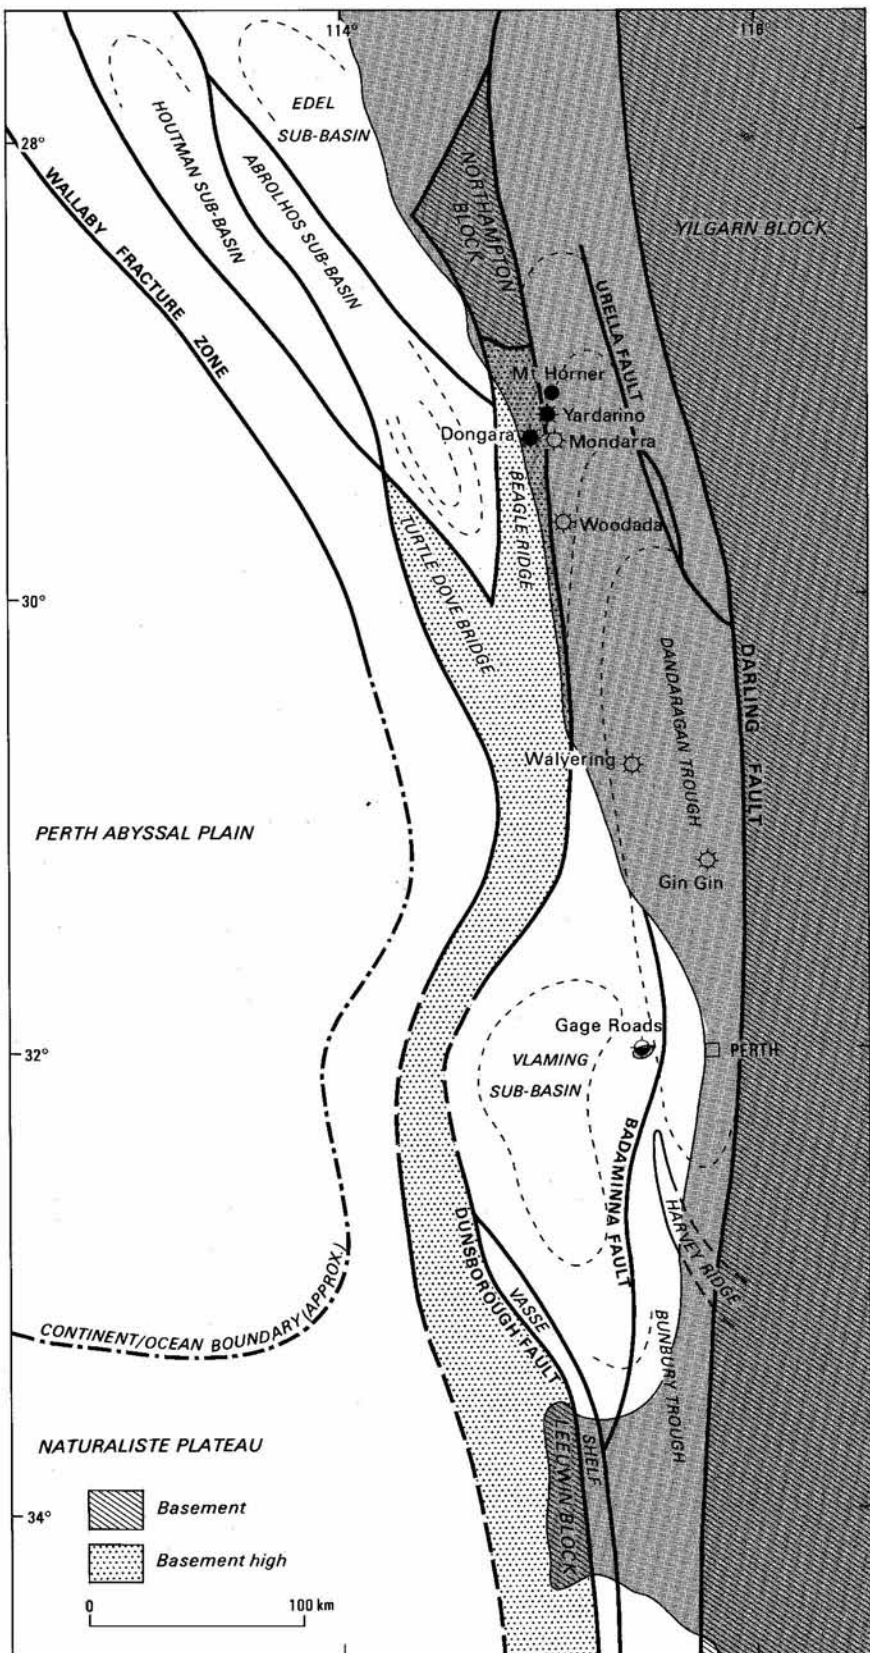 114°
116°
EDEL
SUB-BASIN
HOUTMAN SUB-BASIN
ABROLHOS SUB-BASIN
28°
WALLABY FRACTURE ZONE
NORTHAMPTON
BLOCK
YILGARN BLOCK
URELLA FAULT
Mt Horner
Yardarino
Dongara
Mondarra
BEAGLE RIDGE
Woodada
TURTLE DOVE BRIDGE
30°
DANDARAGAN TROUGH
DARLING FAULT
Walyering
PERTH ABYSSAL PLAIN
Gin Gin
Gage Roads
PERTH
32°
VLAMING
SUB-BASIN
BADAMINNA FAULT
HARVEY RIDGE
DUNSBOROUGH FAULT
VASSE
SHELF
CONTINENT/OCEAN BOUNDARY (APPROX.)
BUNBURY TROUGH
NATURALISTE PLATEAU
LEEUWIN BLOCK
Basement
34°
Basement high
0
100 km